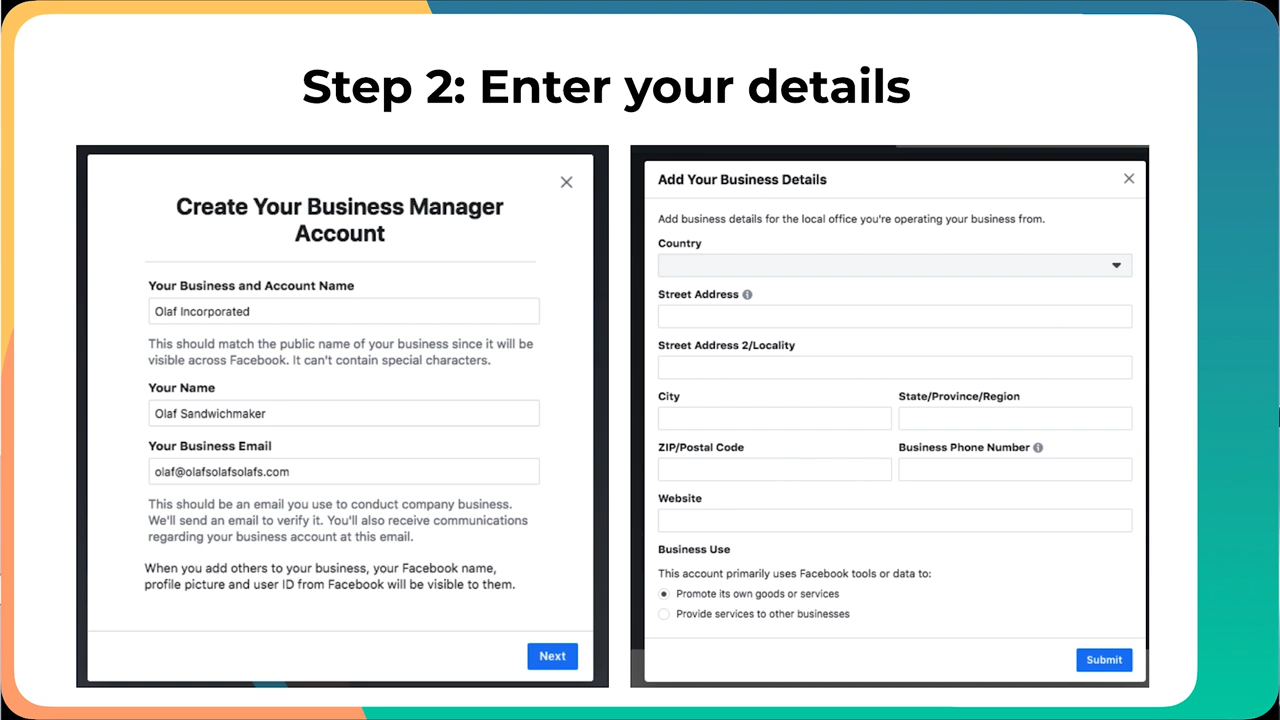 Step 2: Enter your details
Create Your Business Manager
Account
Your Business and Account Name
Olaf Incorporated
This should match the public name of your business since it will be
visible across Facebook. It can't contain special characters.
Your Name
Olaf Sandwichmaker
Your Business Email
olaf@olafsolafsolafs.com
This should be an email you use to conduct company business.
We'll send an email to verify it. You'll also receive communications
regarding your business account at this email.
When you add others to your business, your Facebook name,
profile picture and user ID from Facebook will be visible to them.
Next
Add Your Business Details
Add business details for the local office you're operating your business from.
Country
Street Address
Street Address 2/Locality
City State/Province/Region
ZIP/Postal Code Business Phone Number
Website
Business Use
This account primarily uses Facebook tools or data to:
Promote its own goods or services
Provide services to other businesses
Submit